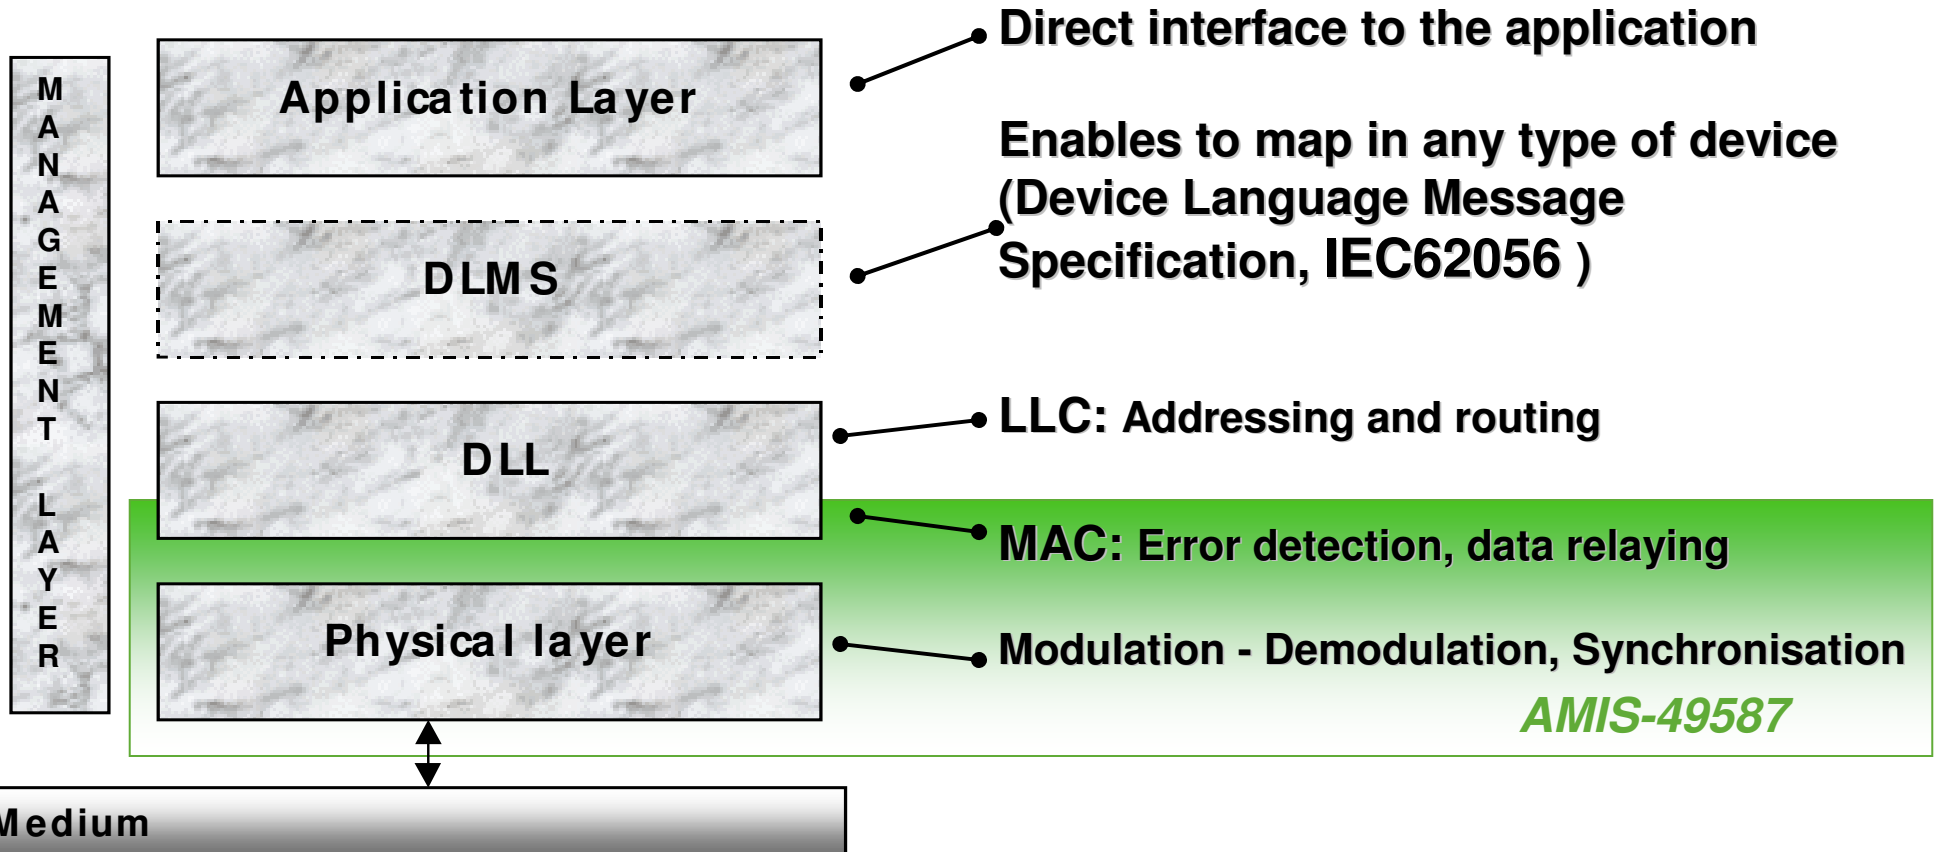 MANAGEMENT LAYER
Application Layer
Direct interface to the application
DLMS
Enables to map in any type of device
(Device Language Message
Specification, IEC62056 )
DLL
LLC: Addressing and routing
MAC: Error detection, data relaying
Physical layer
Modulation - Demodulation, Synchronisation
AMIS-49587
Medium